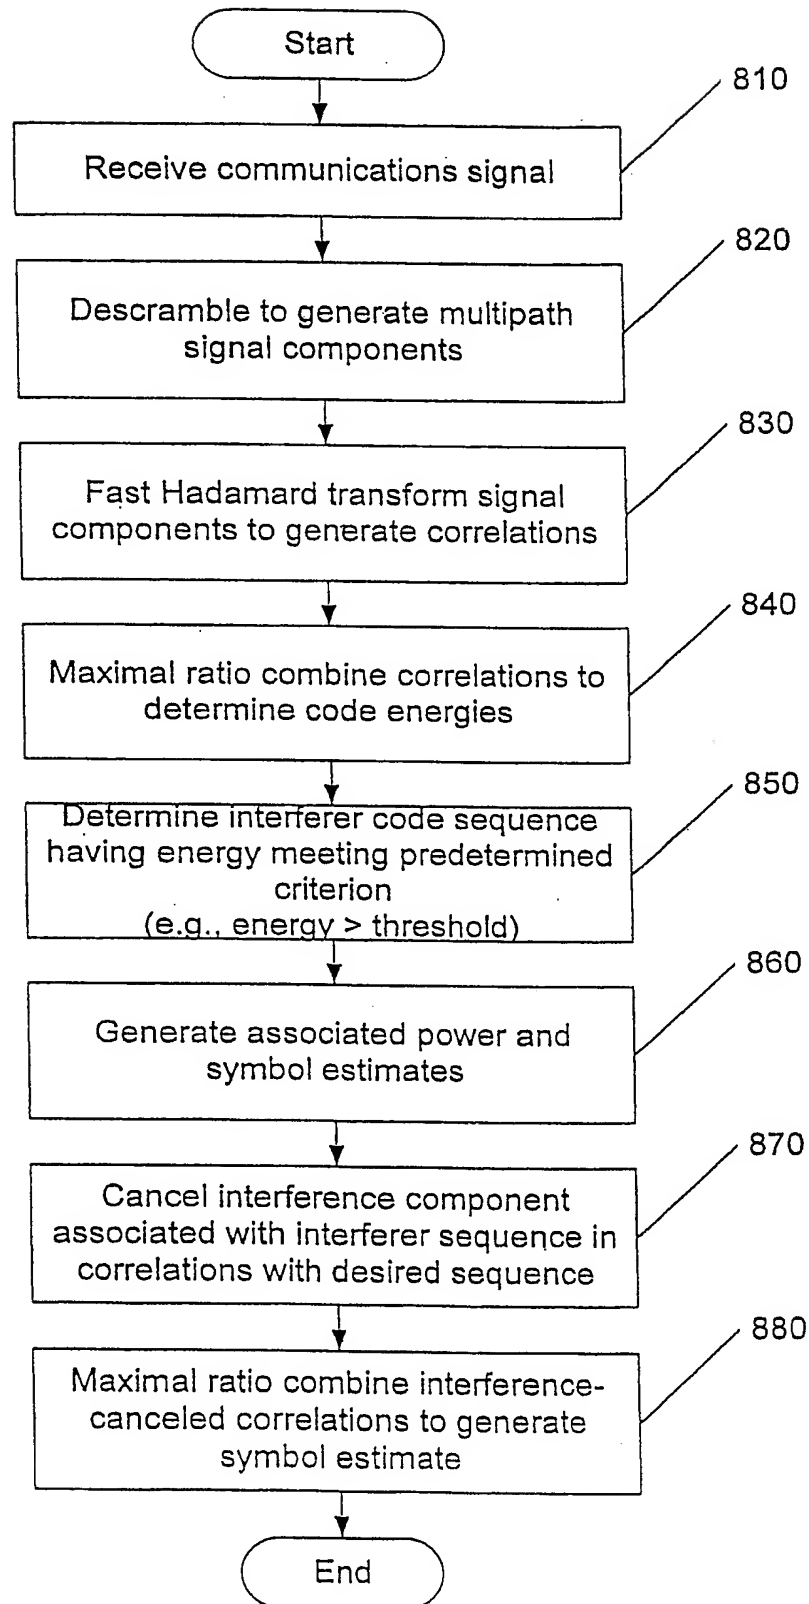 Start
810
Receive communications signal
820
Descramble to generate multipath
signal components
830
Fast Hadamard transform signal
components to generate correlations
840
Maximal ratio combine correlations to
determine code energies
850
Determine interferer code sequence
having energy meeting predetermined
criterion
(e.g., energy > threshold)
860
Generate associated power and
symbol estimates
870
Cancel interference component
associated with interferer sequence in
correlations with desired sequence
880
Maximal ratio combine interference-
canceled correlations to generate
symbol estimate
End